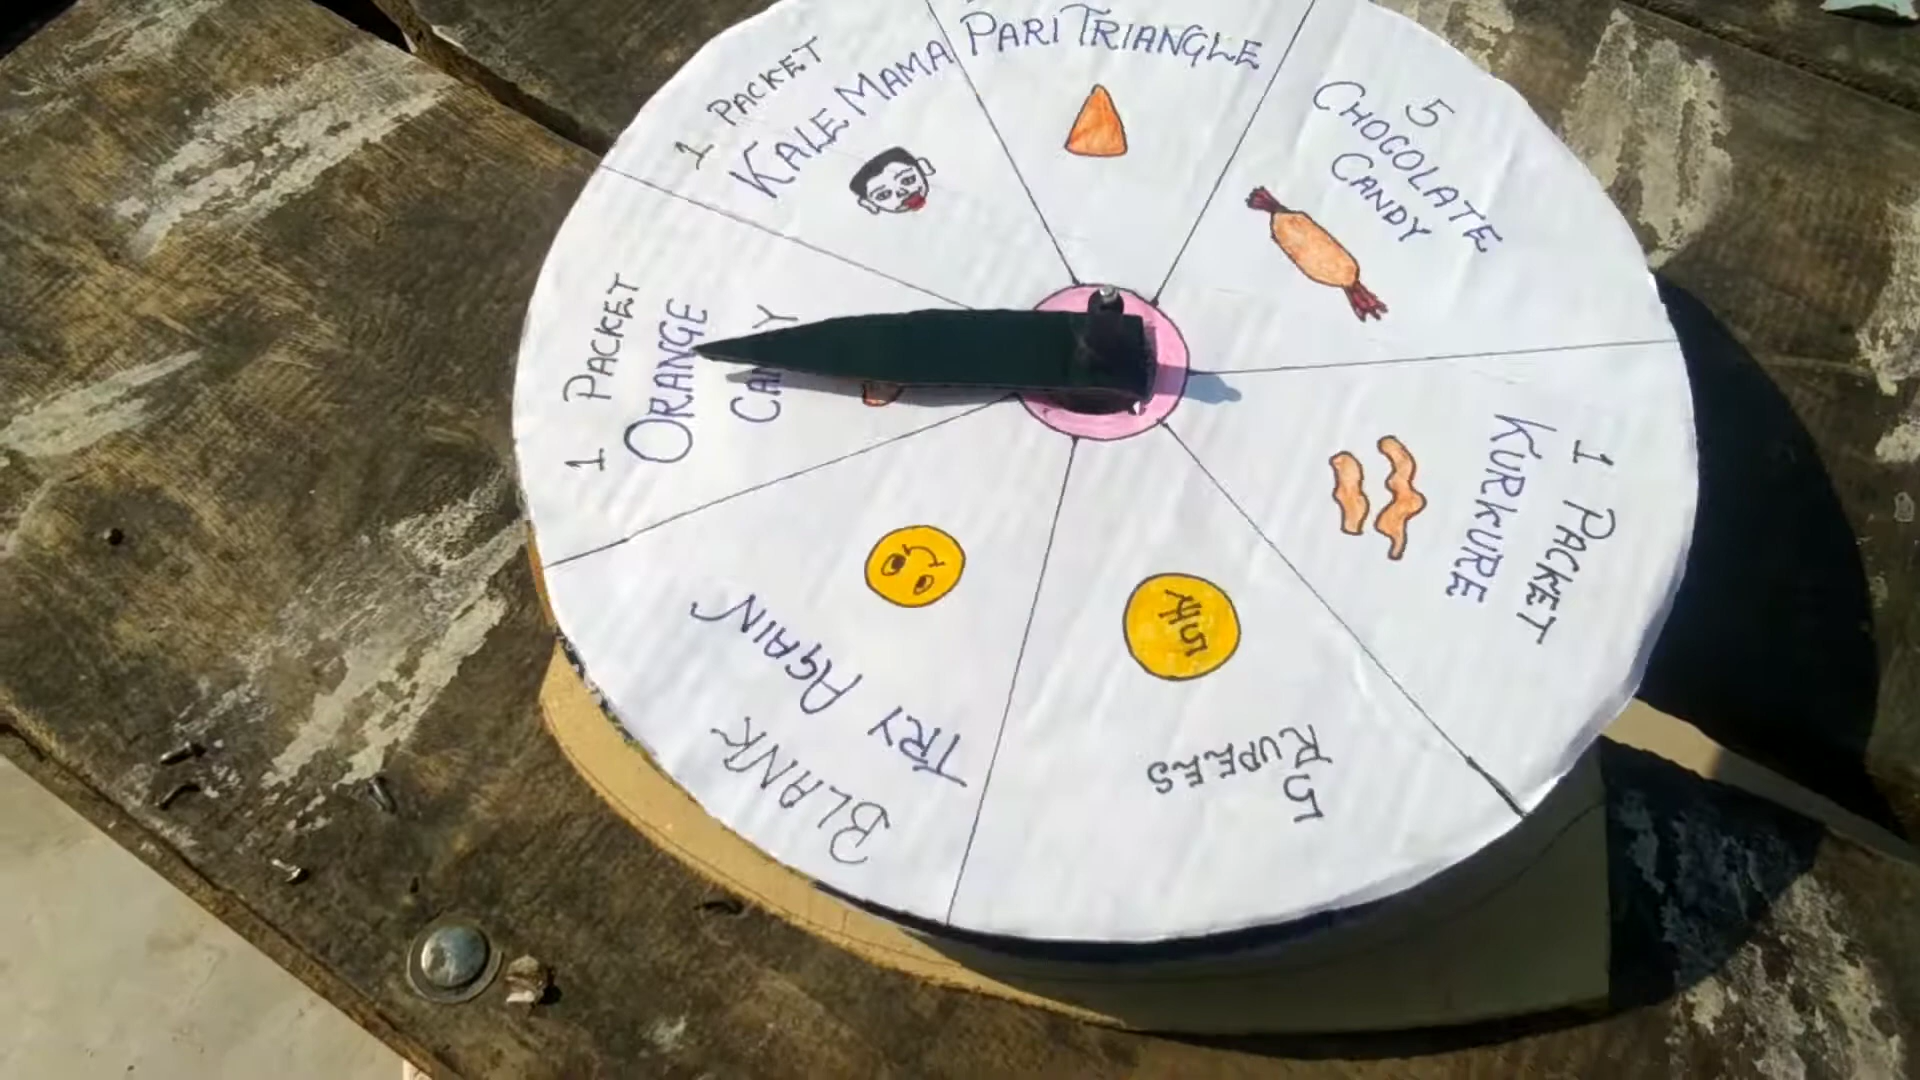 1 PACKET
KALE MAMA
PARI TRIANGLE
5
CHOCOLATE
CANDY
1 PACKET
KURKURE
5
RUPEES
5
BLANK
TRY AGAIN
1 PACKET
ORANGE